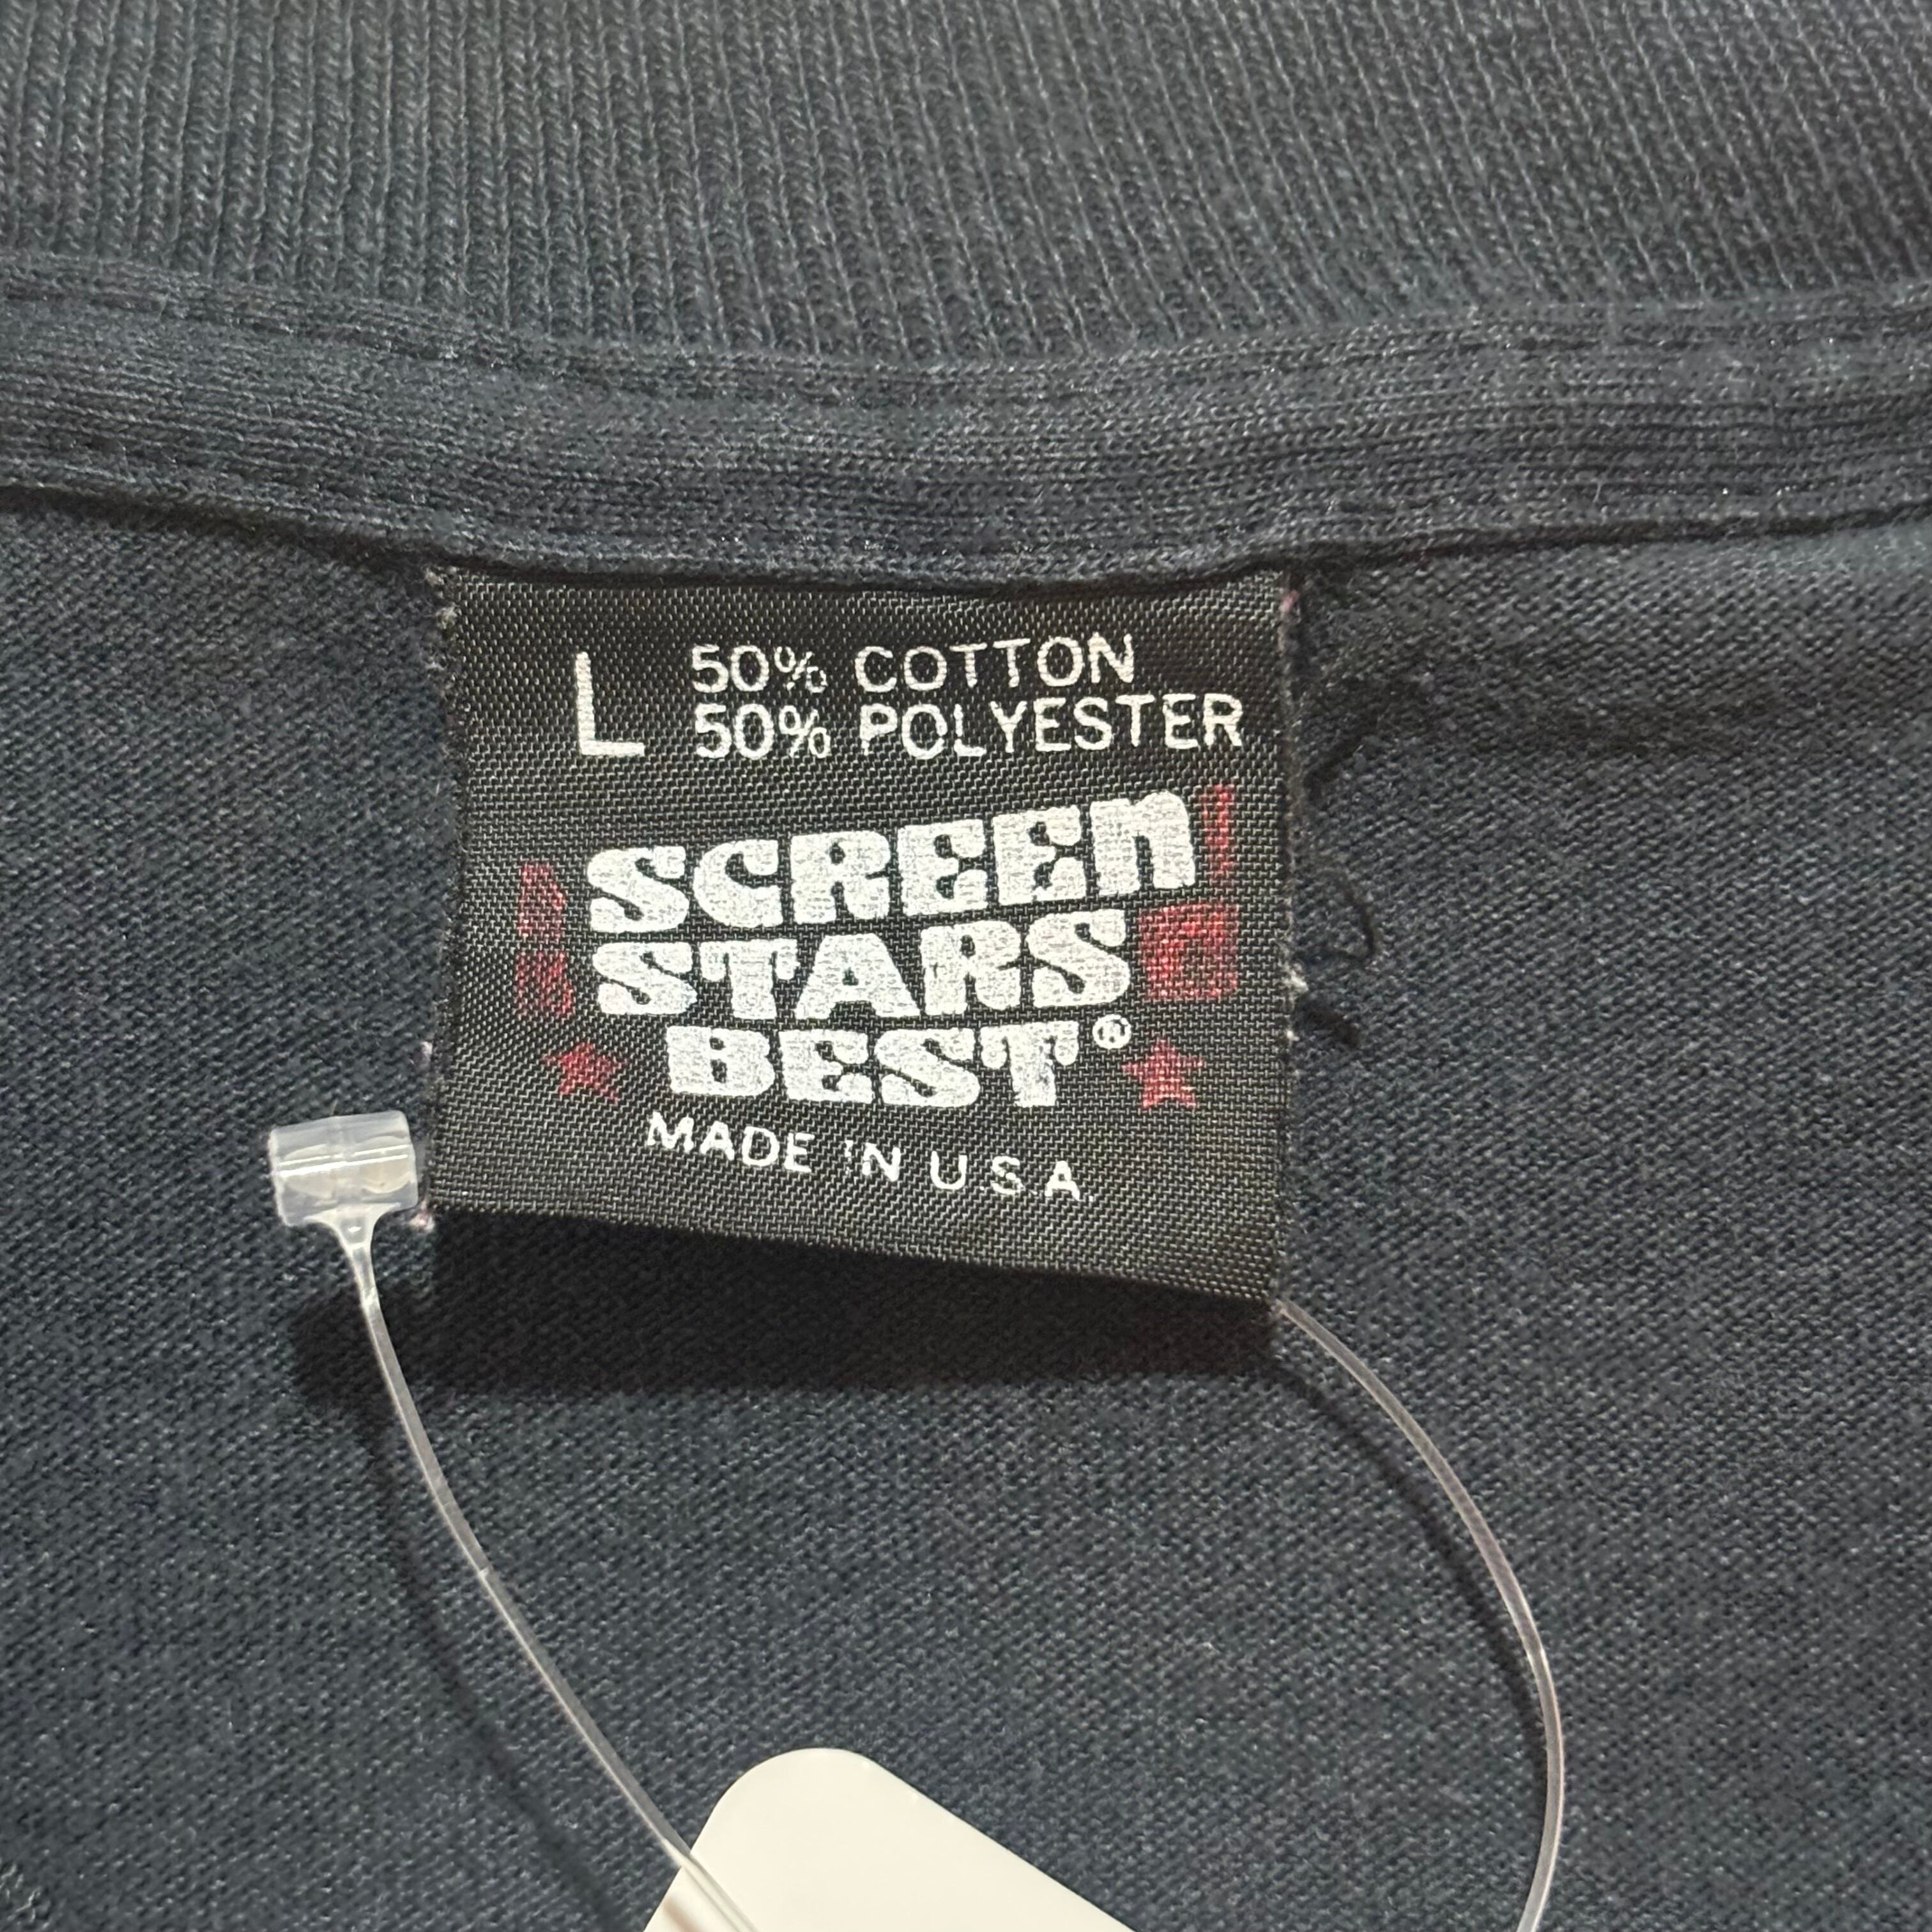 L 50% COTTON
50% POLYESTER
SCREEN
STARS
BEST®
MADE IN U.S.A.